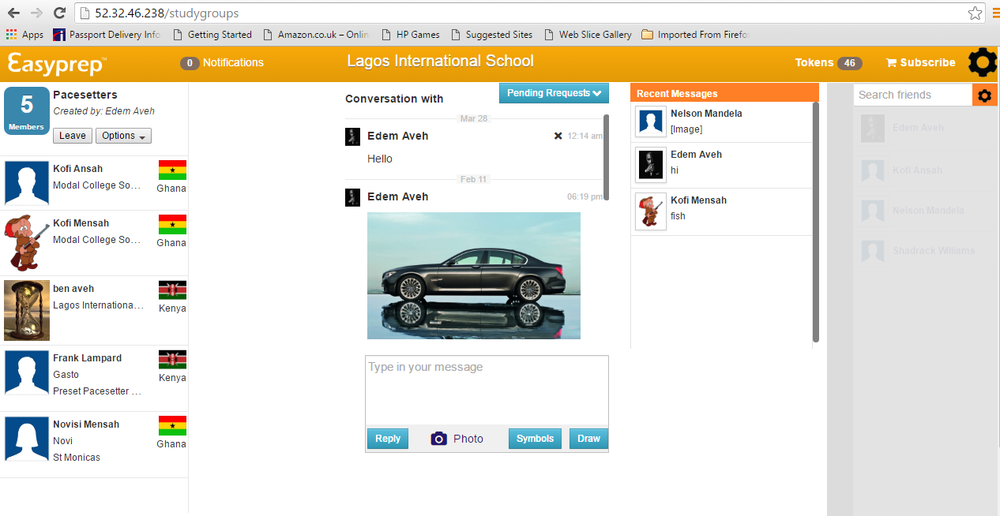 52.32.46.238/studygroups
Apps
Passport Delivery Info
Getting Started
Amazon.co.uk – Onlin
HP Games
Suggested Sites
Web Slice Gallery
Imported From Firefo
Easyprep™
0 Notifications
Lagos International School
Tokens 46
Subscribe
5
Members
Pacesetters
Created by: Edem Aveh
Leave
Options
Kofi Ansah
Modal College So…
Ghana
Kofi Mensah
Modal College So…
Ghana
ben aveh
Lagos Internationa…
Kenya
Frank Lampard
Gasto
Preset Pacesetter …
Kenya
Novisi Mensah
Novi
St Monicas
Ghana
Conversation with
Pending Rrequests
Mar 28
Edem Aveh
12:14 am
Hello
Feb 11
Edem Aveh
06:19 pm
Type in your message
Reply
Photo
Symbols
Draw
Recent Messages
Nelson Mandela
[Image]
Edem Aveh
hi
Kofi Mensah
fish
Search friends
Edem Aveh
Kofi Ansah
Nelson Mandela
Shadrack Williams